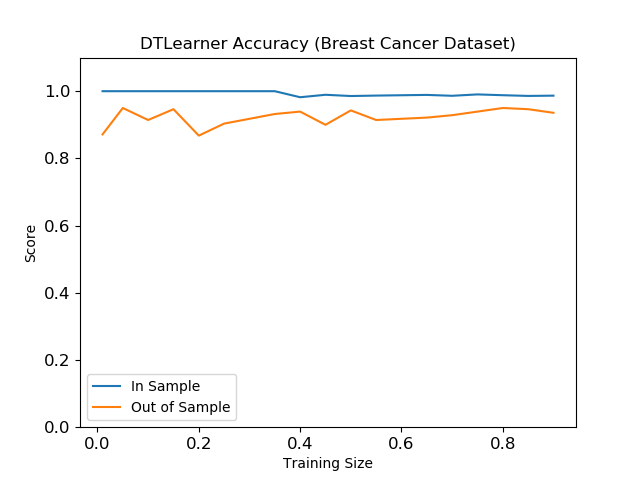 DTLearner Accuracy (Breast Cancer Dataset)
1.0
0.8
0.6
0.4
0.2
0.0
Score
In Sample
Out of Sample
0.0 0.2 0.4 0.6 0.8
Training Size